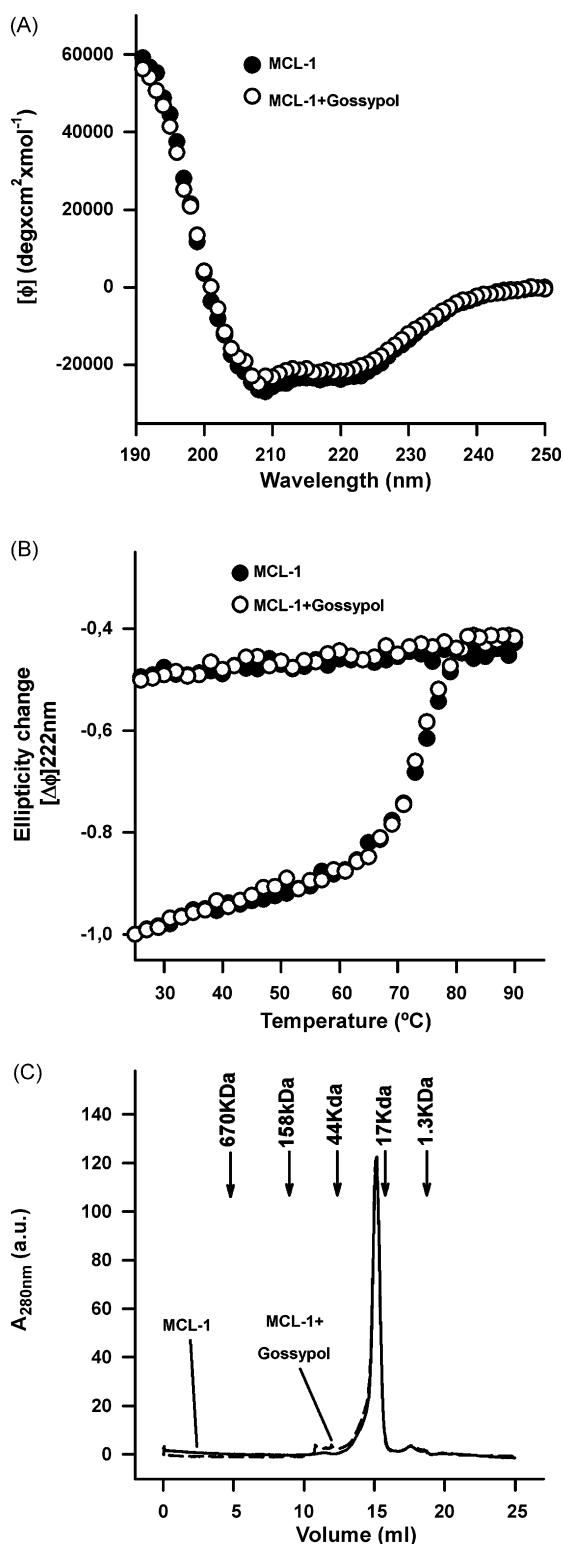 (A)
60000
40000
20000
0
-20000
[ϕ] (degxcm²xmol⁻¹)
MCL-1
MCL-1+Gossypol
190 200 210 220 230 240 250
Wavelength (nm)
(B)
MCL-1
MCL-1+Gossypol
-0,4
-0,6
-0,8
-1,0
Ellipticity change
[Δϕ]222nm
30 40 50 60 70 80 90
Temperature (ºC)
(C)
140
120
100
80
60
40
20
0
A280nm (a.u.)
670KDa
158kDa
44Kda
17Kda
1.3KDa
MCL-1
MCL-1+
Gossypol
0 5 10 15 20 25
Volume (ml)